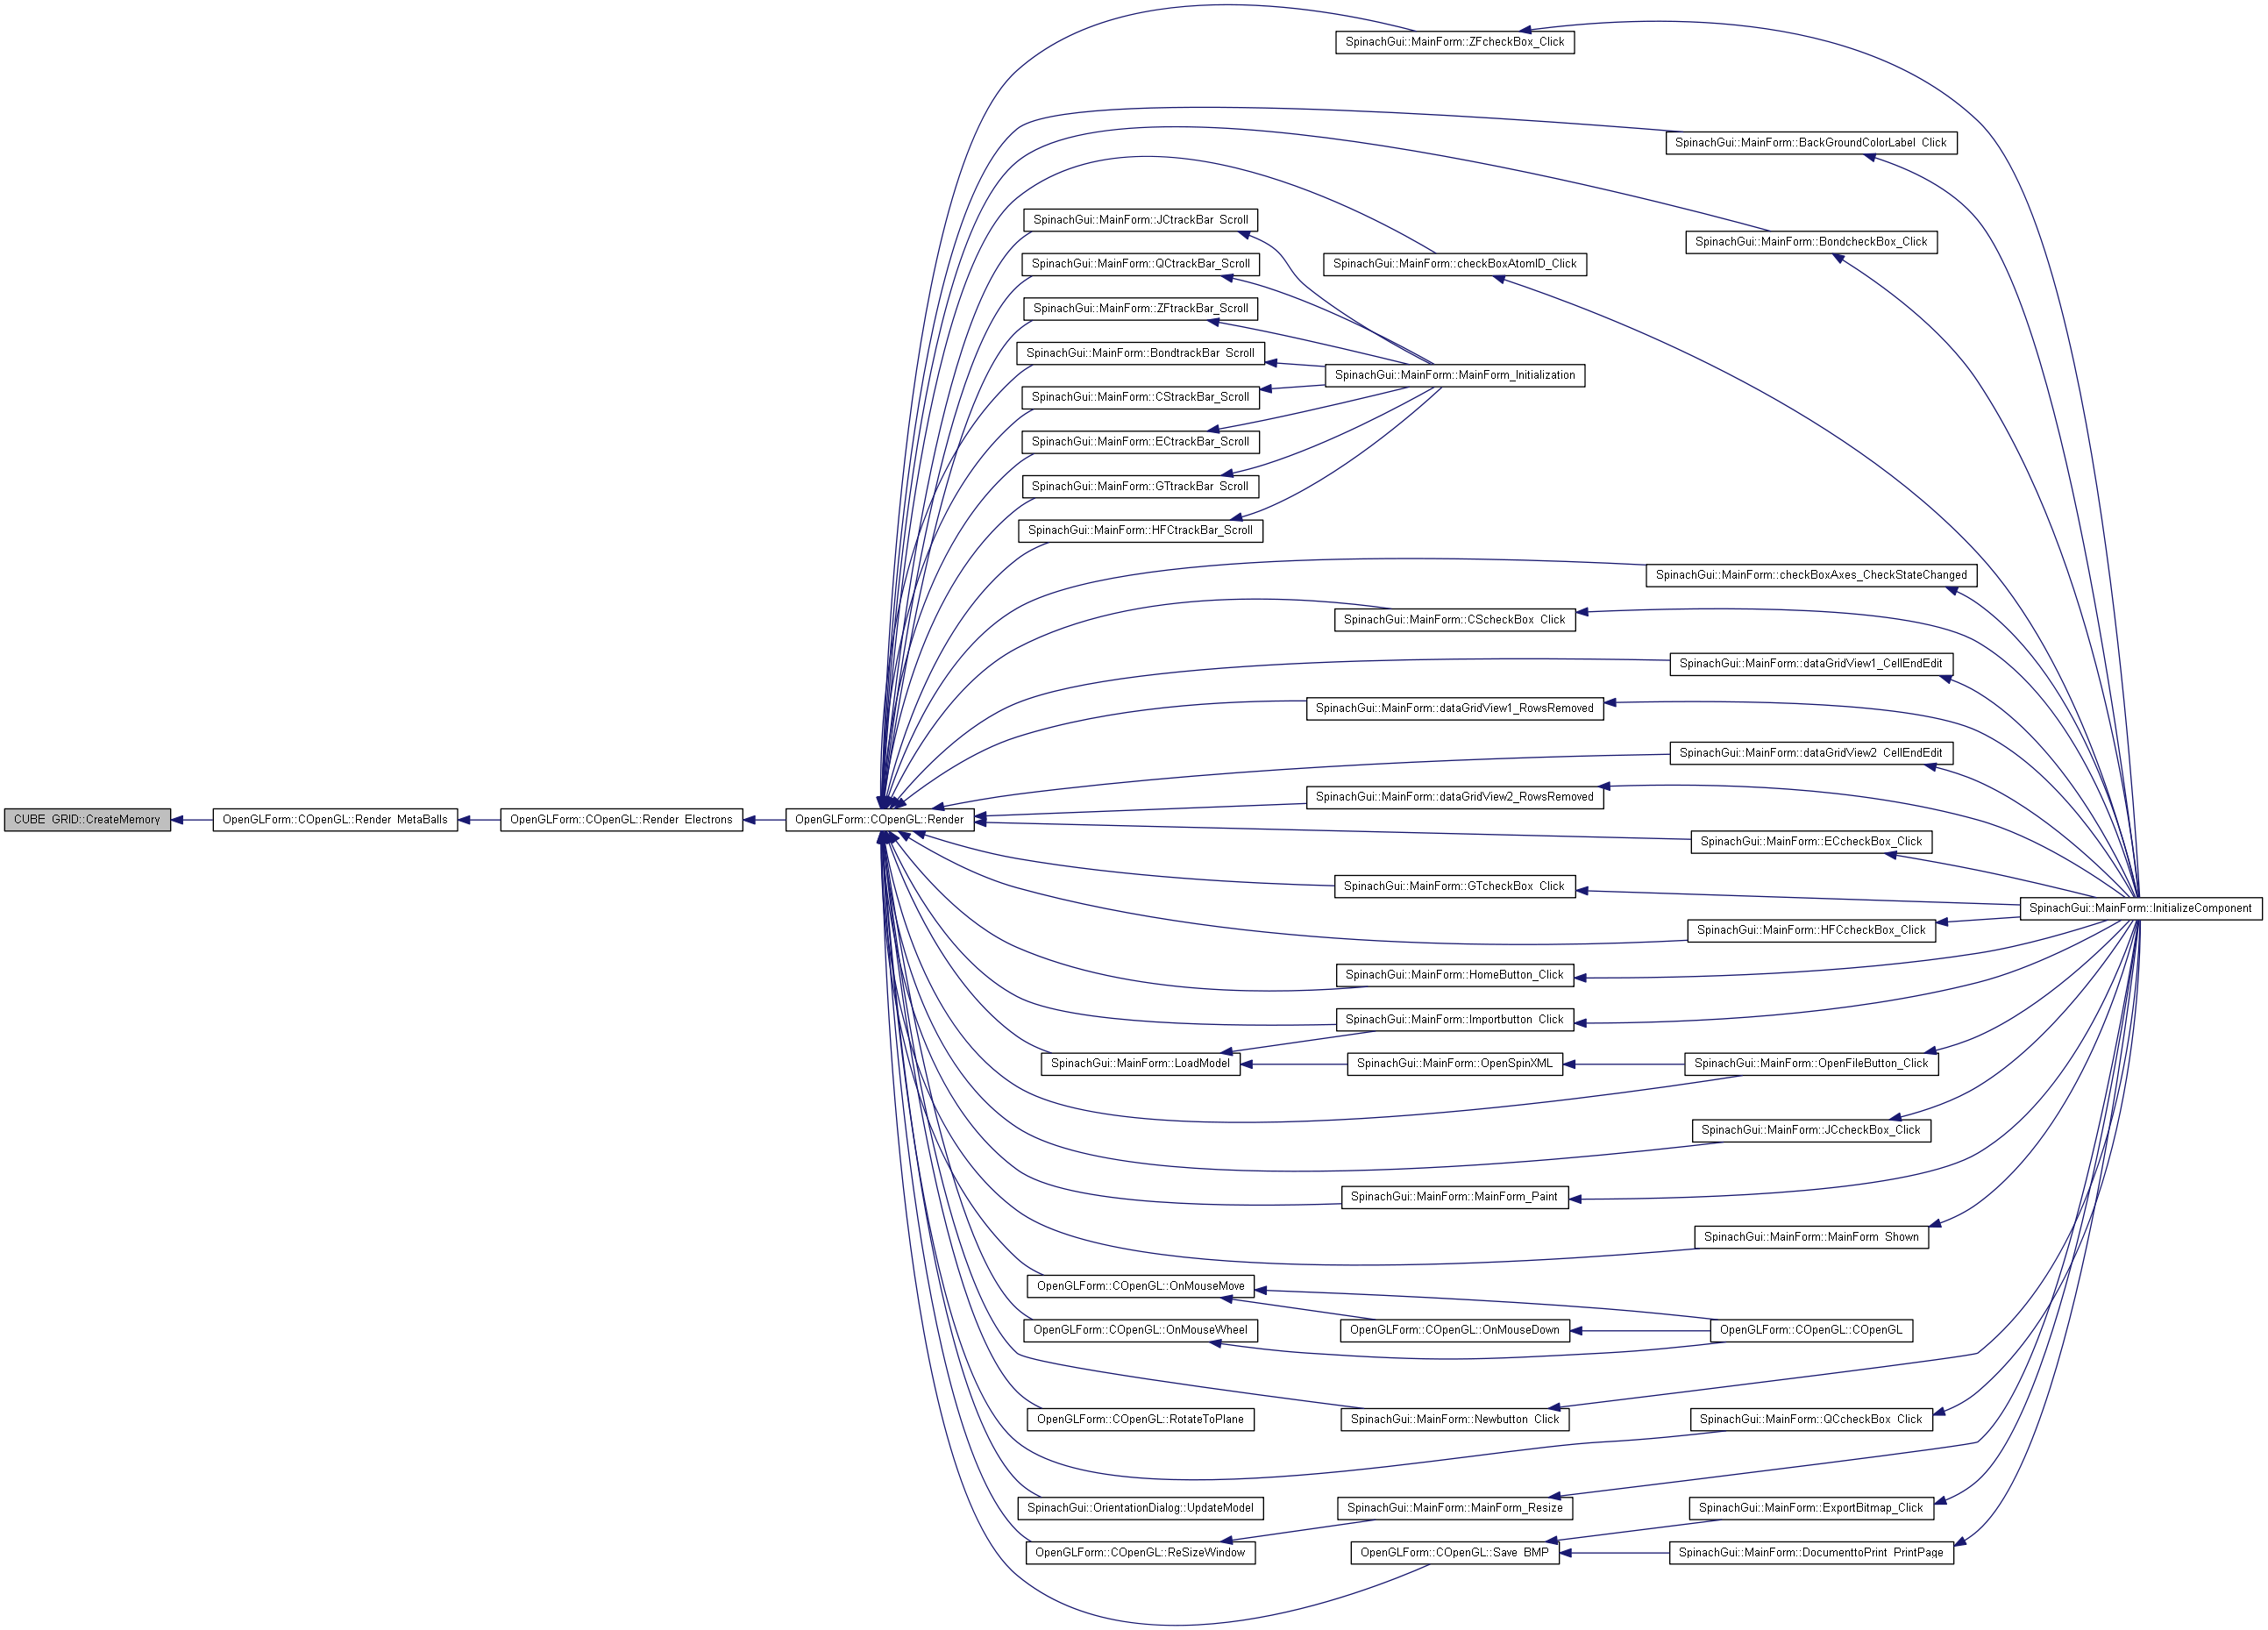 SpinachGui::MainForm::ZFcheckBox_Click
SpinachGui::MainForm::BackGroundColorLabel_Click
SpinachGui::MainForm::JCtrackBar_Scroll
SpinachGui::MainForm::BondcheckBox_Click
SpinachGui::MainForm::QCtrackBar_Scroll
SpinachGui::MainForm::checkBoxAtomID_Click
SpinachGui::MainForm::ZFtrackBar_Scroll
SpinachGui::MainForm::BondtrackBar_Scroll
SpinachGui::MainForm::MainForm_Initialization
SpinachGui::MainForm::CStrackBar_Scroll
SpinachGui::MainForm::ECtrackBar_Scroll
SpinachGui::MainForm::GTtrackBar_Scroll
SpinachGui::MainForm::HFCtrackBar_Scroll
SpinachGui::MainForm::checkBoxAxes_CheckStateChanged
SpinachGui::MainForm::CScheckBox_Click
SpinachGui::MainForm::dataGridView1_CellEndEdit
SpinachGui::MainForm::dataGridView1_RowsRemoved
SpinachGui::MainForm::dataGridView2_CellEndEdit
SpinachGui::MainForm::dataGridView2_RowsRemoved
CUBE_GRID::CreateMemory
OpenGLForm::COpenGL::Render_MetaBalls
OpenGLForm::COpenGL::Render_Electrons
OpenGLForm::COpenGL::Render
SpinachGui::MainForm::ECcheckBox_Click
SpinachGui::MainForm::GTcheckBox_Click
SpinachGui::MainForm::InitializeComponent
SpinachGui::MainForm::HFCcheckBox_Click
SpinachGui::MainForm::HomeButton_Click
SpinachGui::MainForm::Importbutton_Click
SpinachGui::MainForm::LoadModel
SpinachGui::MainForm::OpenSpinXML
SpinachGui::MainForm::OpenFileButton_Click
SpinachGui::MainForm::JCcheckBox_Click
SpinachGui::MainForm::MainForm_Paint
SpinachGui::MainForm::MainForm_Shown
OpenGLForm::COpenGL::OnMouseMove
OpenGLForm::COpenGL::OnMouseWheel
OpenGLForm::COpenGL::OnMouseDown
OpenGLForm::COpenGL::COpenGL
OpenGLForm::COpenGL::RotateToPlane
SpinachGui::MainForm::Newbutton_Click
SpinachGui::MainForm::QCcheckBox_Click
SpinachGui::OrientationDialog::UpdateModel
SpinachGui::MainForm::MainForm_Resize
SpinachGui::MainForm::ExportBitmap_Click
OpenGLForm::COpenGL::ReSizeWindow
OpenGLForm::COpenGL::Save_BMP
SpinachGui::MainForm::DocumenttoPrint_PrintPage